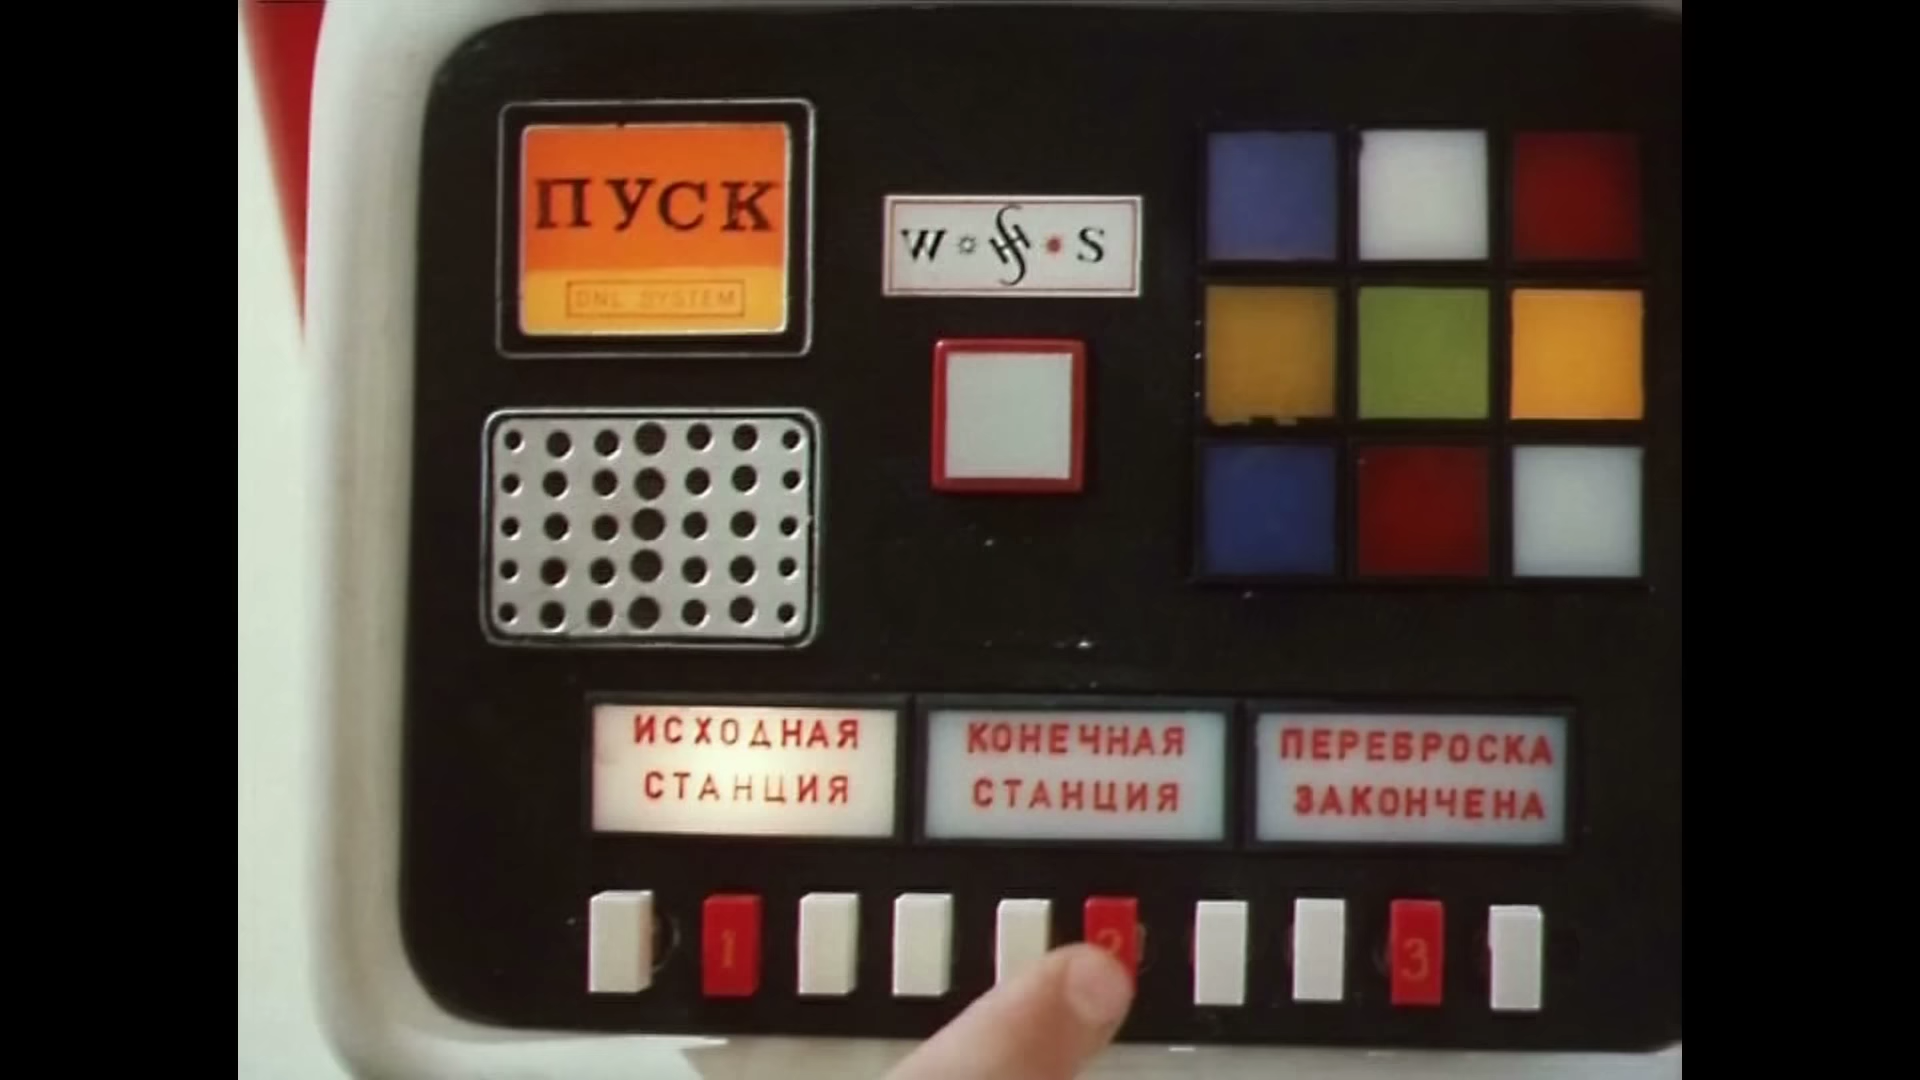 ПУСК
DNL SYSTEM
W S
ИСХОДНАЯ
СТАНЦИЯ
КОНЕЧНАЯ
СТАНЦИЯ
ПЕРЕБРОСКА
ЗАКОНЧЕНА
1 2 3